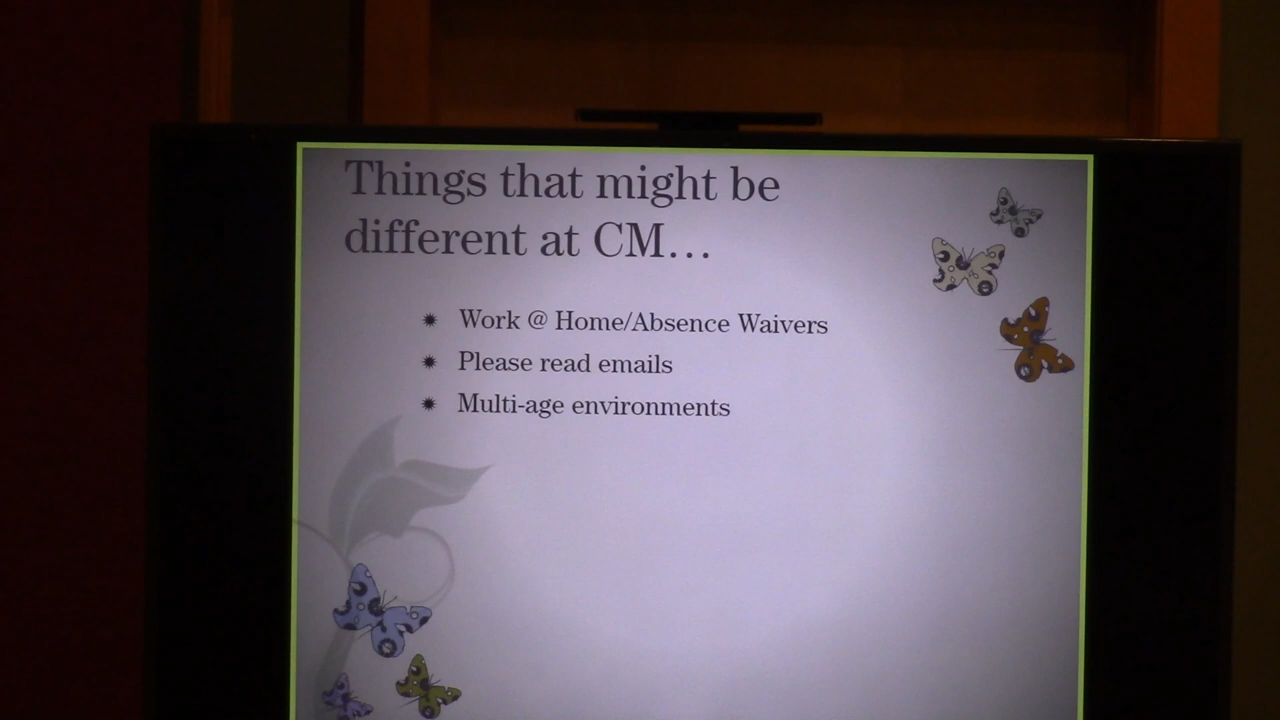 Things that might be
different at CM...
Work @ Home/Absence Waivers
Please read emails
Multi-age environments